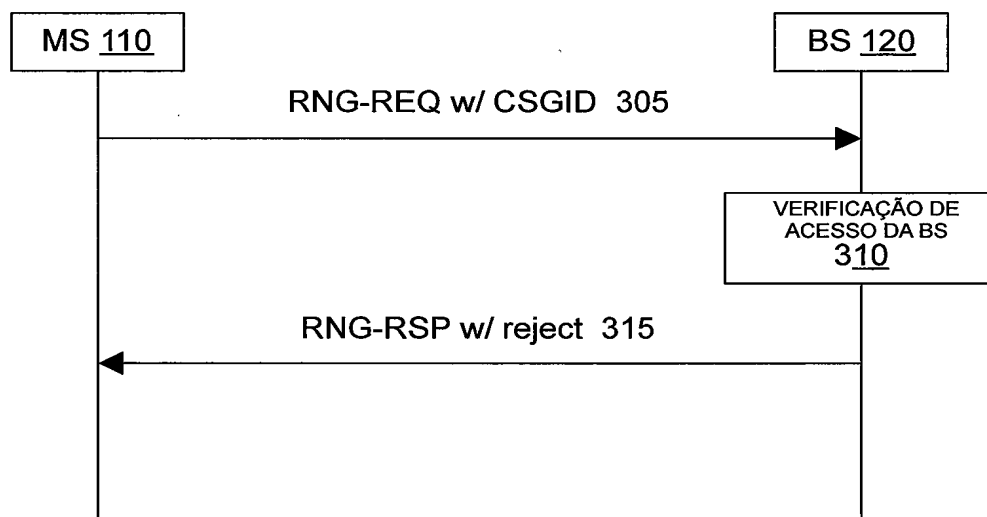 MS 110
BS 120
RNG-REQ w/ CSGID 305
VERIFICAÇÃO DE
ACESSO DA BS
310
RNG-RSP w/ reject 315